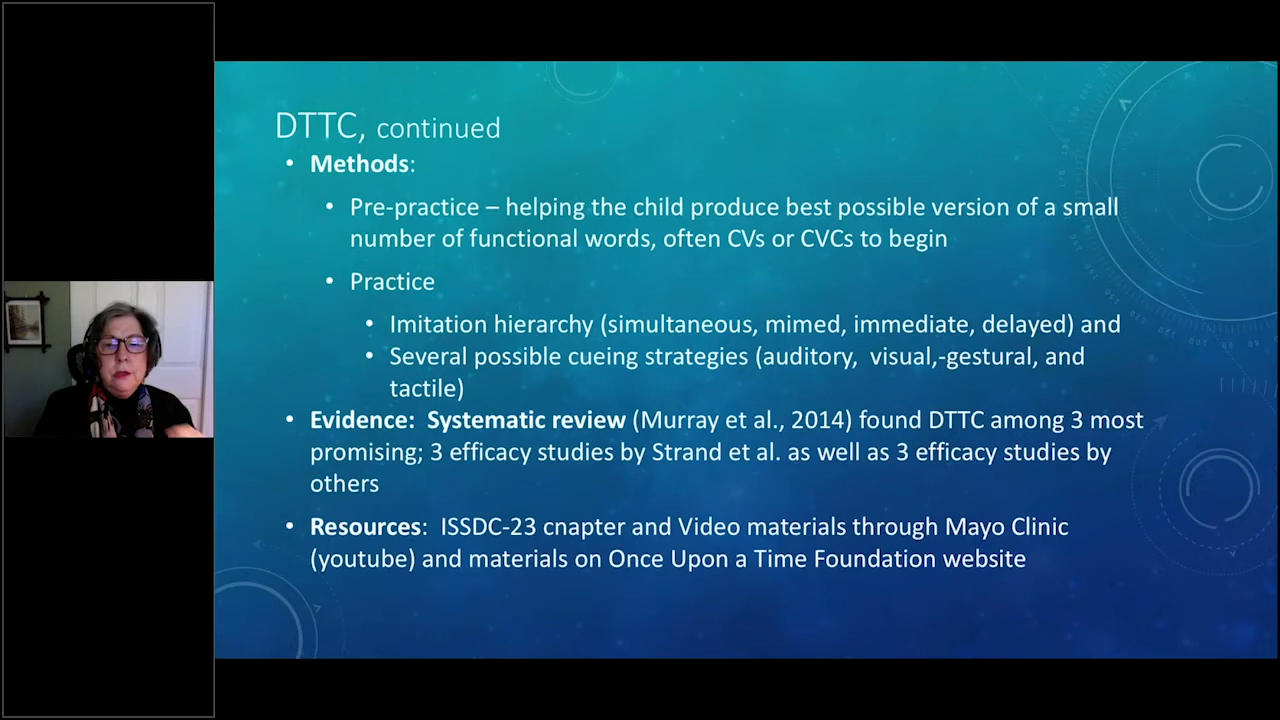 DTTC, continued
• Methods:
• Pre-practice – helping the child produce best possible version of a small
number of functional words, often CVs or CVCs to begin
• Practice
• Imitation hierarchy (simultaneous, mimed, immediate, delayed) and
• Several possible cueing strategies (auditory, visual,-gestural, and
tactile)
• Evidence: Systematic review (Murray et al., 2014) found DTTC among 3 most
promising; 3 efficacy studies by Strand et al. as well as 3 efficacy studies by
others
• Resources: ISSDC-23 cnapter and Video materials through Mayo Clinic
(youtube) and materials on Once Upon a Time Foundation website